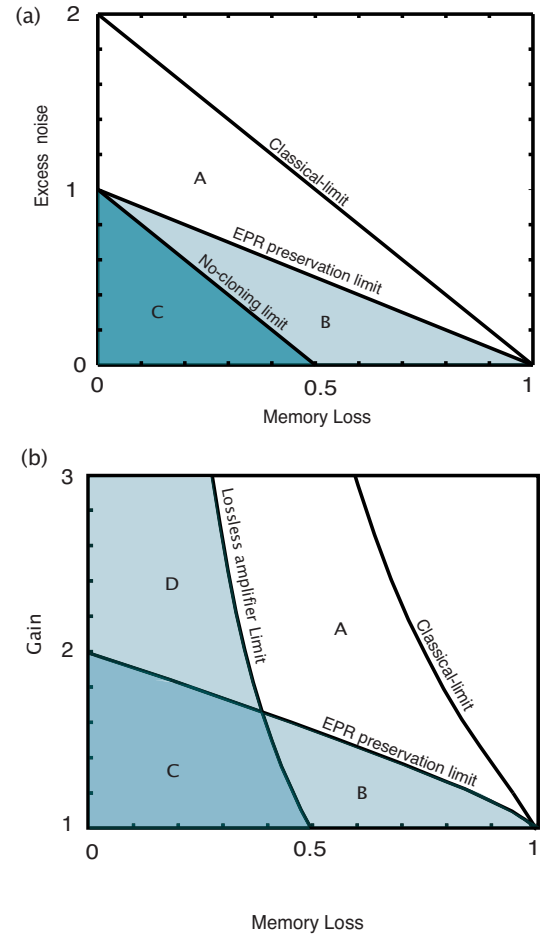 (a)
2
1
0
Excess noise
A
Classical-limit
EPR preservation limit
No-cloning limit
C
B
0
0.5
1
Memory Loss
(b)
3
2
1
Gain
D
Lossless amplifier Limit
A
Classical-limit
EPR preservation limit
C
B
0
0.5
1
Memory Loss